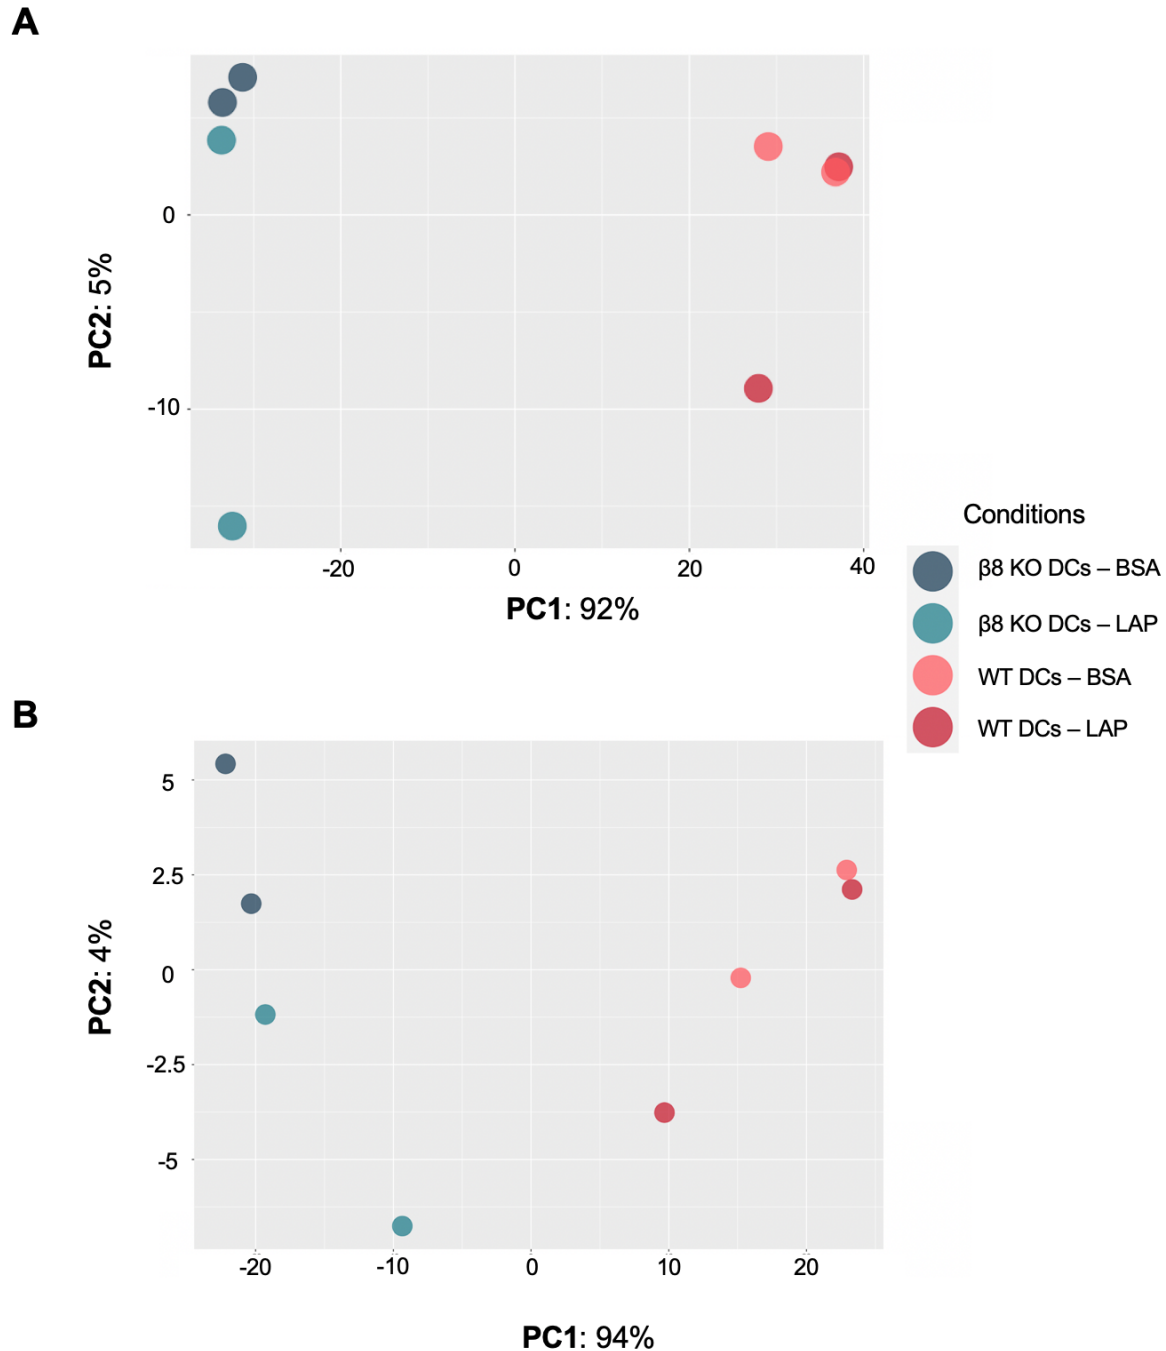 A
0
-10
PC2: 5%
-20 0 20 40
PC1: 92%
Conditions
β8 KO DCs – BSA
β8 KO DCs – LAP
WT DCs – BSA
WT DCs – LAP
B
5
2.5
0
-2.5
-5
PC2: 4%
-20 -10 0 10 20
PC1: 94%